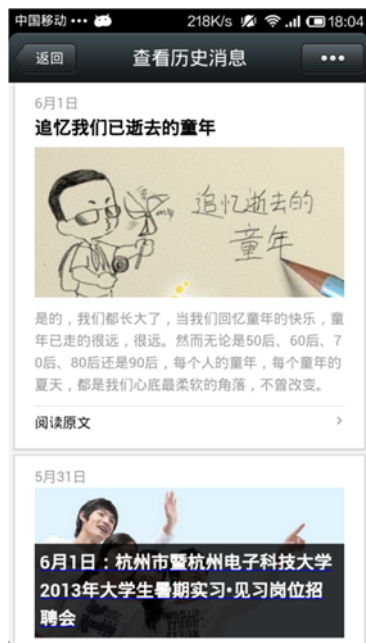 中国移动 ••• 218K/s 18:04
返回 查看历史消息 •••
6月1日
追忆我们已逝去的童年
追忆逝去的
童年
是的，我们都长大了，当我们回忆童年的快乐，童
年已走的很远，很远。然而无论是50后、60后、7
0后、80后还是90后，每个人的童年，每个童年的
夏天，都是我们心底最柔软的角落，不曾改变。
阅读原文
5月31日
6月1日：杭州市暨杭州电子科技大学
2013年大学生暑期实习•见习岗位招
聘会